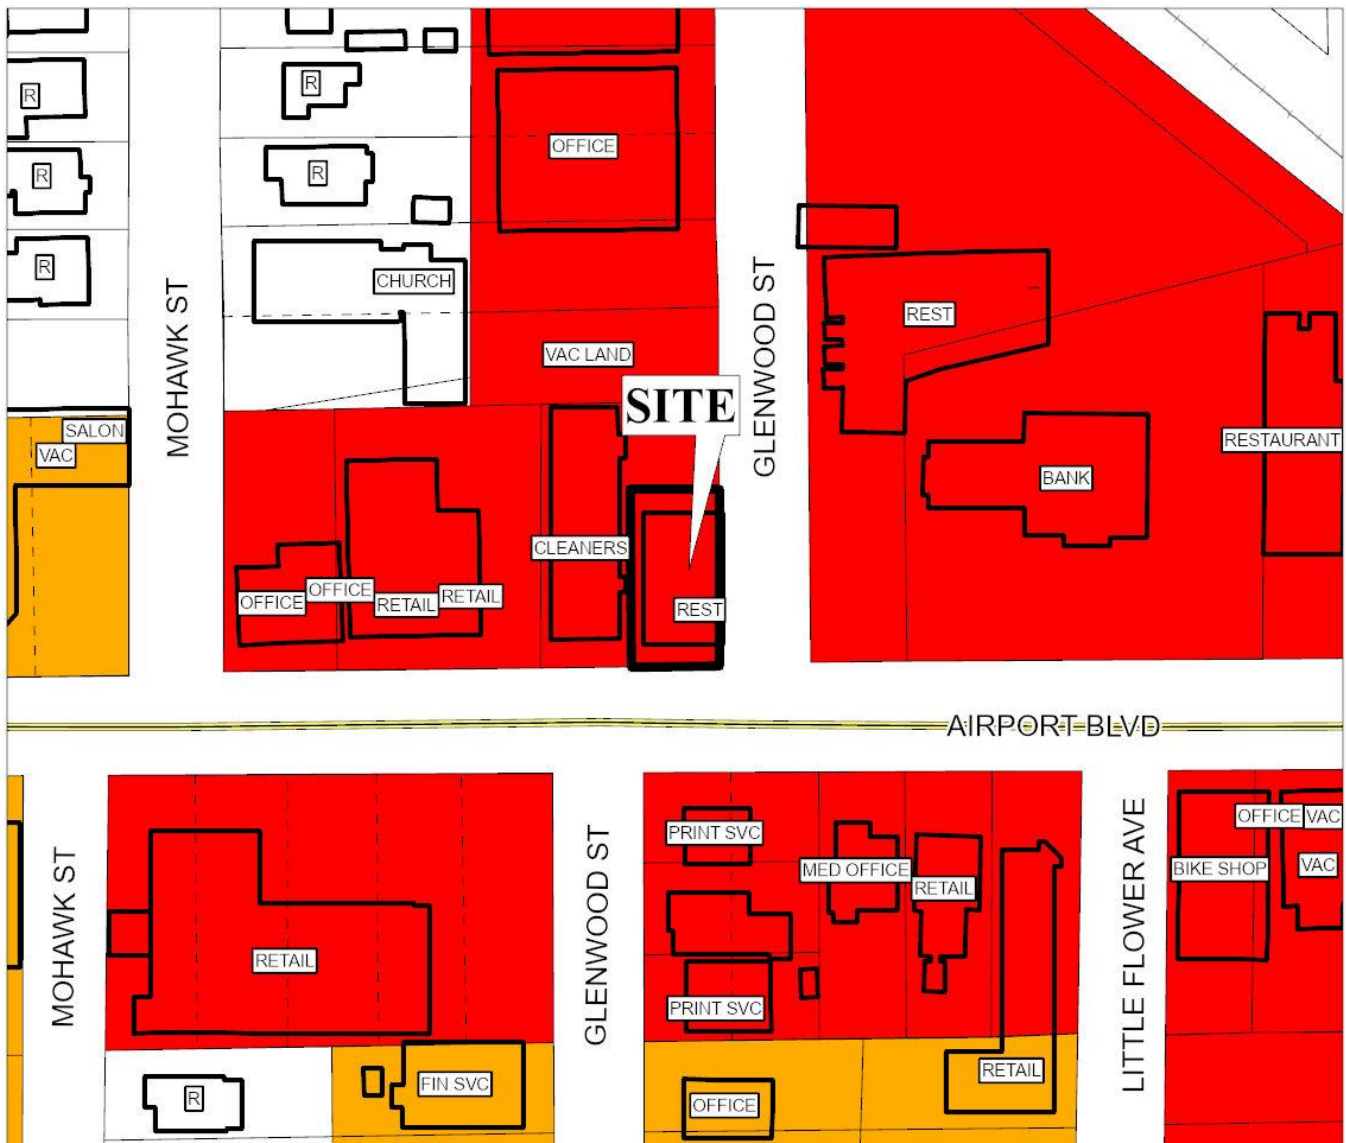 R
R
OFFICE
R
R
R
CHURCH
MOHAWK ST
GLENWOOD ST
REST
VAC LAND
SITE
SALON
VAC
RESTAURANT
BANK
CLEANERS
OFFICE
OFFICE
RETAIL
RETAIL
REST
AIRPORT BLVD
PRINT SVC
OFFICE
VAC
MED OFFICE
RETAIL
BIKE SHOP
VAC
MOHAWK ST
RETAIL
GLENWOOD ST
LITTLE FLOWER AVE
PRINT SVC
R
FIN SVC
OFFICE
RETAIL